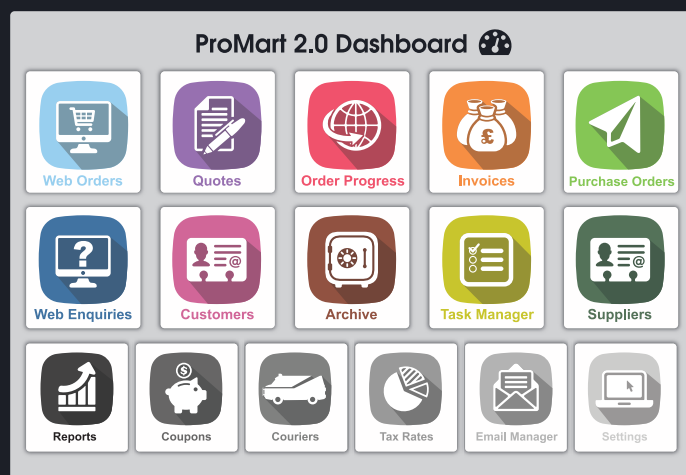 ProMart 2.0 Dashboard
Web Orders
Quotes
Order Progress
£
Invoices
Purchase Orders
?
Web Enquiries
@
Customers
Archive
Task Manager
@
Suppliers
Reports
$
Coupons
Couriers
Tax Rates
Email Manager
Settings